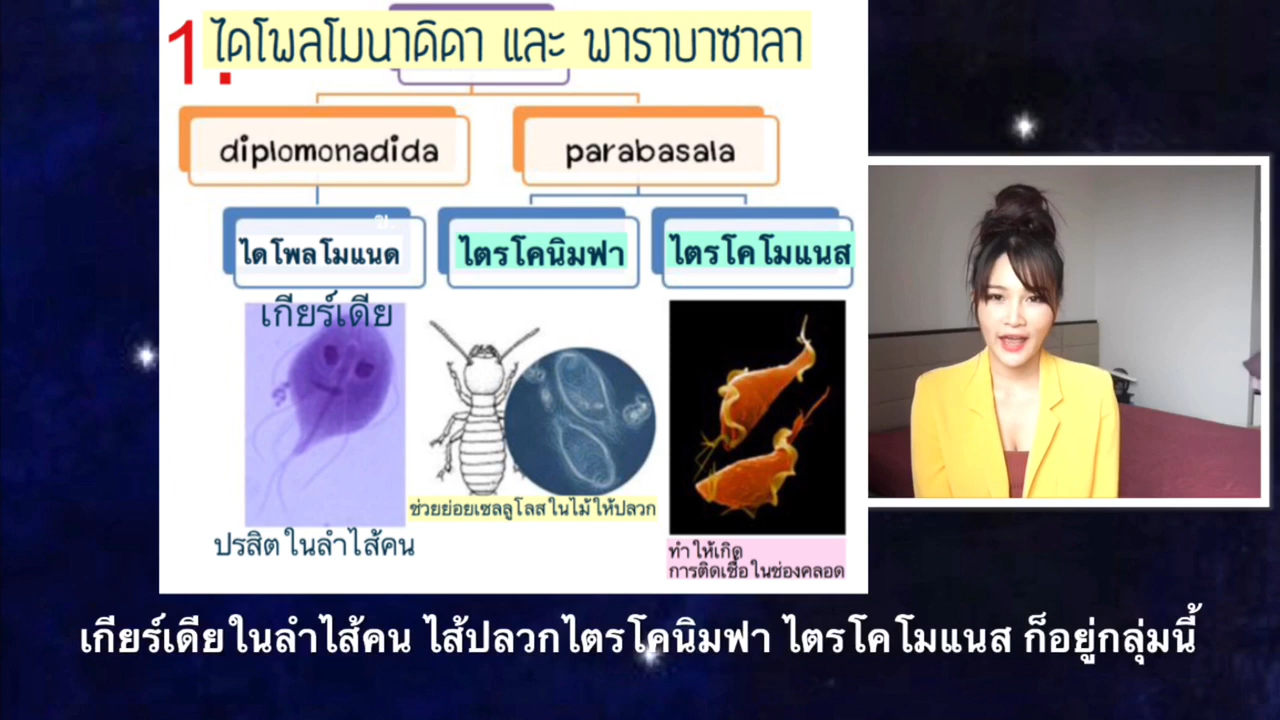 1. ไดโพลโมนาดิดา และ พาราบาซาลา
diplomonadida
parabasala
ข.
ไดโพลโมแนด
ไตรโคนิมฟา
ไตรโคโมแนส
เกียร์เดีย
ช่วยย่อยเซลลูโลสในไม้ให้ปลวก
ปรสิตในลำไส้คน
ทำให้เกิด
การติดเชื้อในช่องคลอด
เกียร์เดียในลำไส้คน ไส้ปลวกไตรโคนิมฟา ไตรโคโมแนส ก็อยู่กลุ่มนี้